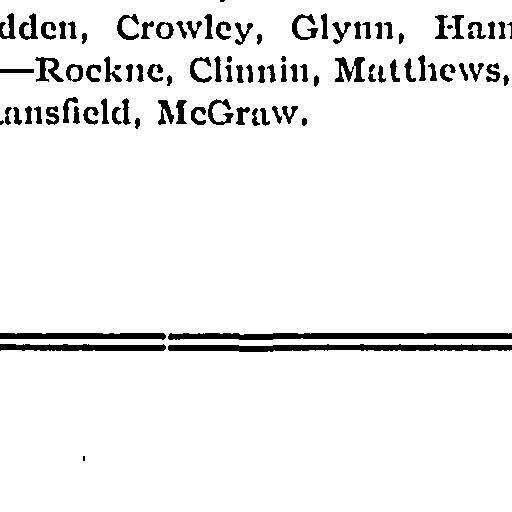 dden, Crowley, Glynn, Ham
—Rockne, Clinnin, Matthews,
ansfield, McGraw.